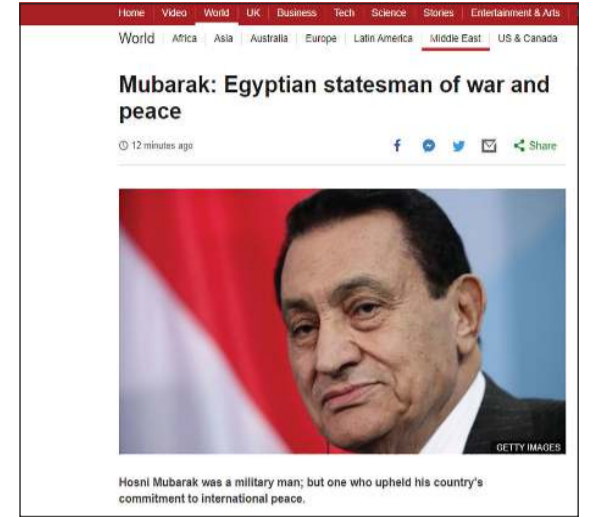 Home Video World UK Business Tech Science Stories Entertainment & Arts
World Africa Asia Australia Europe Latin America Middle East US & Canada
Mubarak: Egyptian statesman of war and
peace
12 minutes ago
Share
GETTY IMAGES
Hosni Mubarak was a military man; but one who upheld his country's
commitment to international peace.